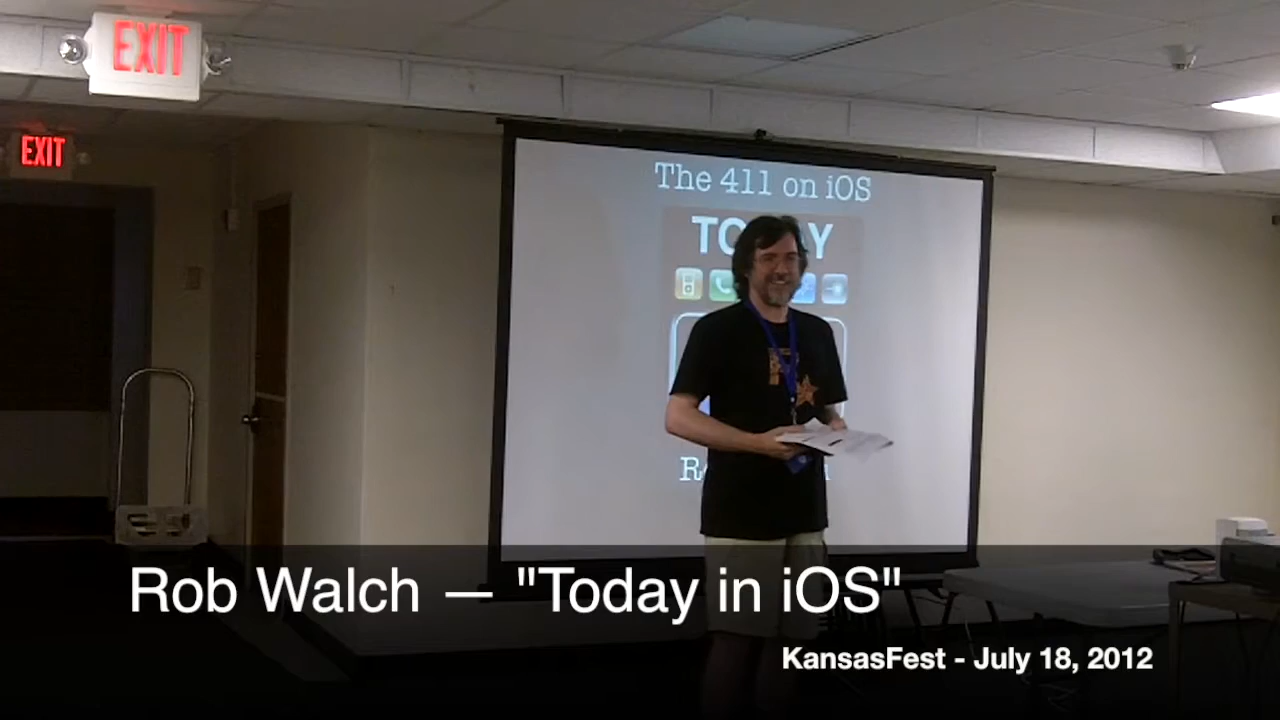 EXIT
EXIT
The 411 on iOS
Rob Walch — "Today in iOS"
KansasFest - July 18, 2012